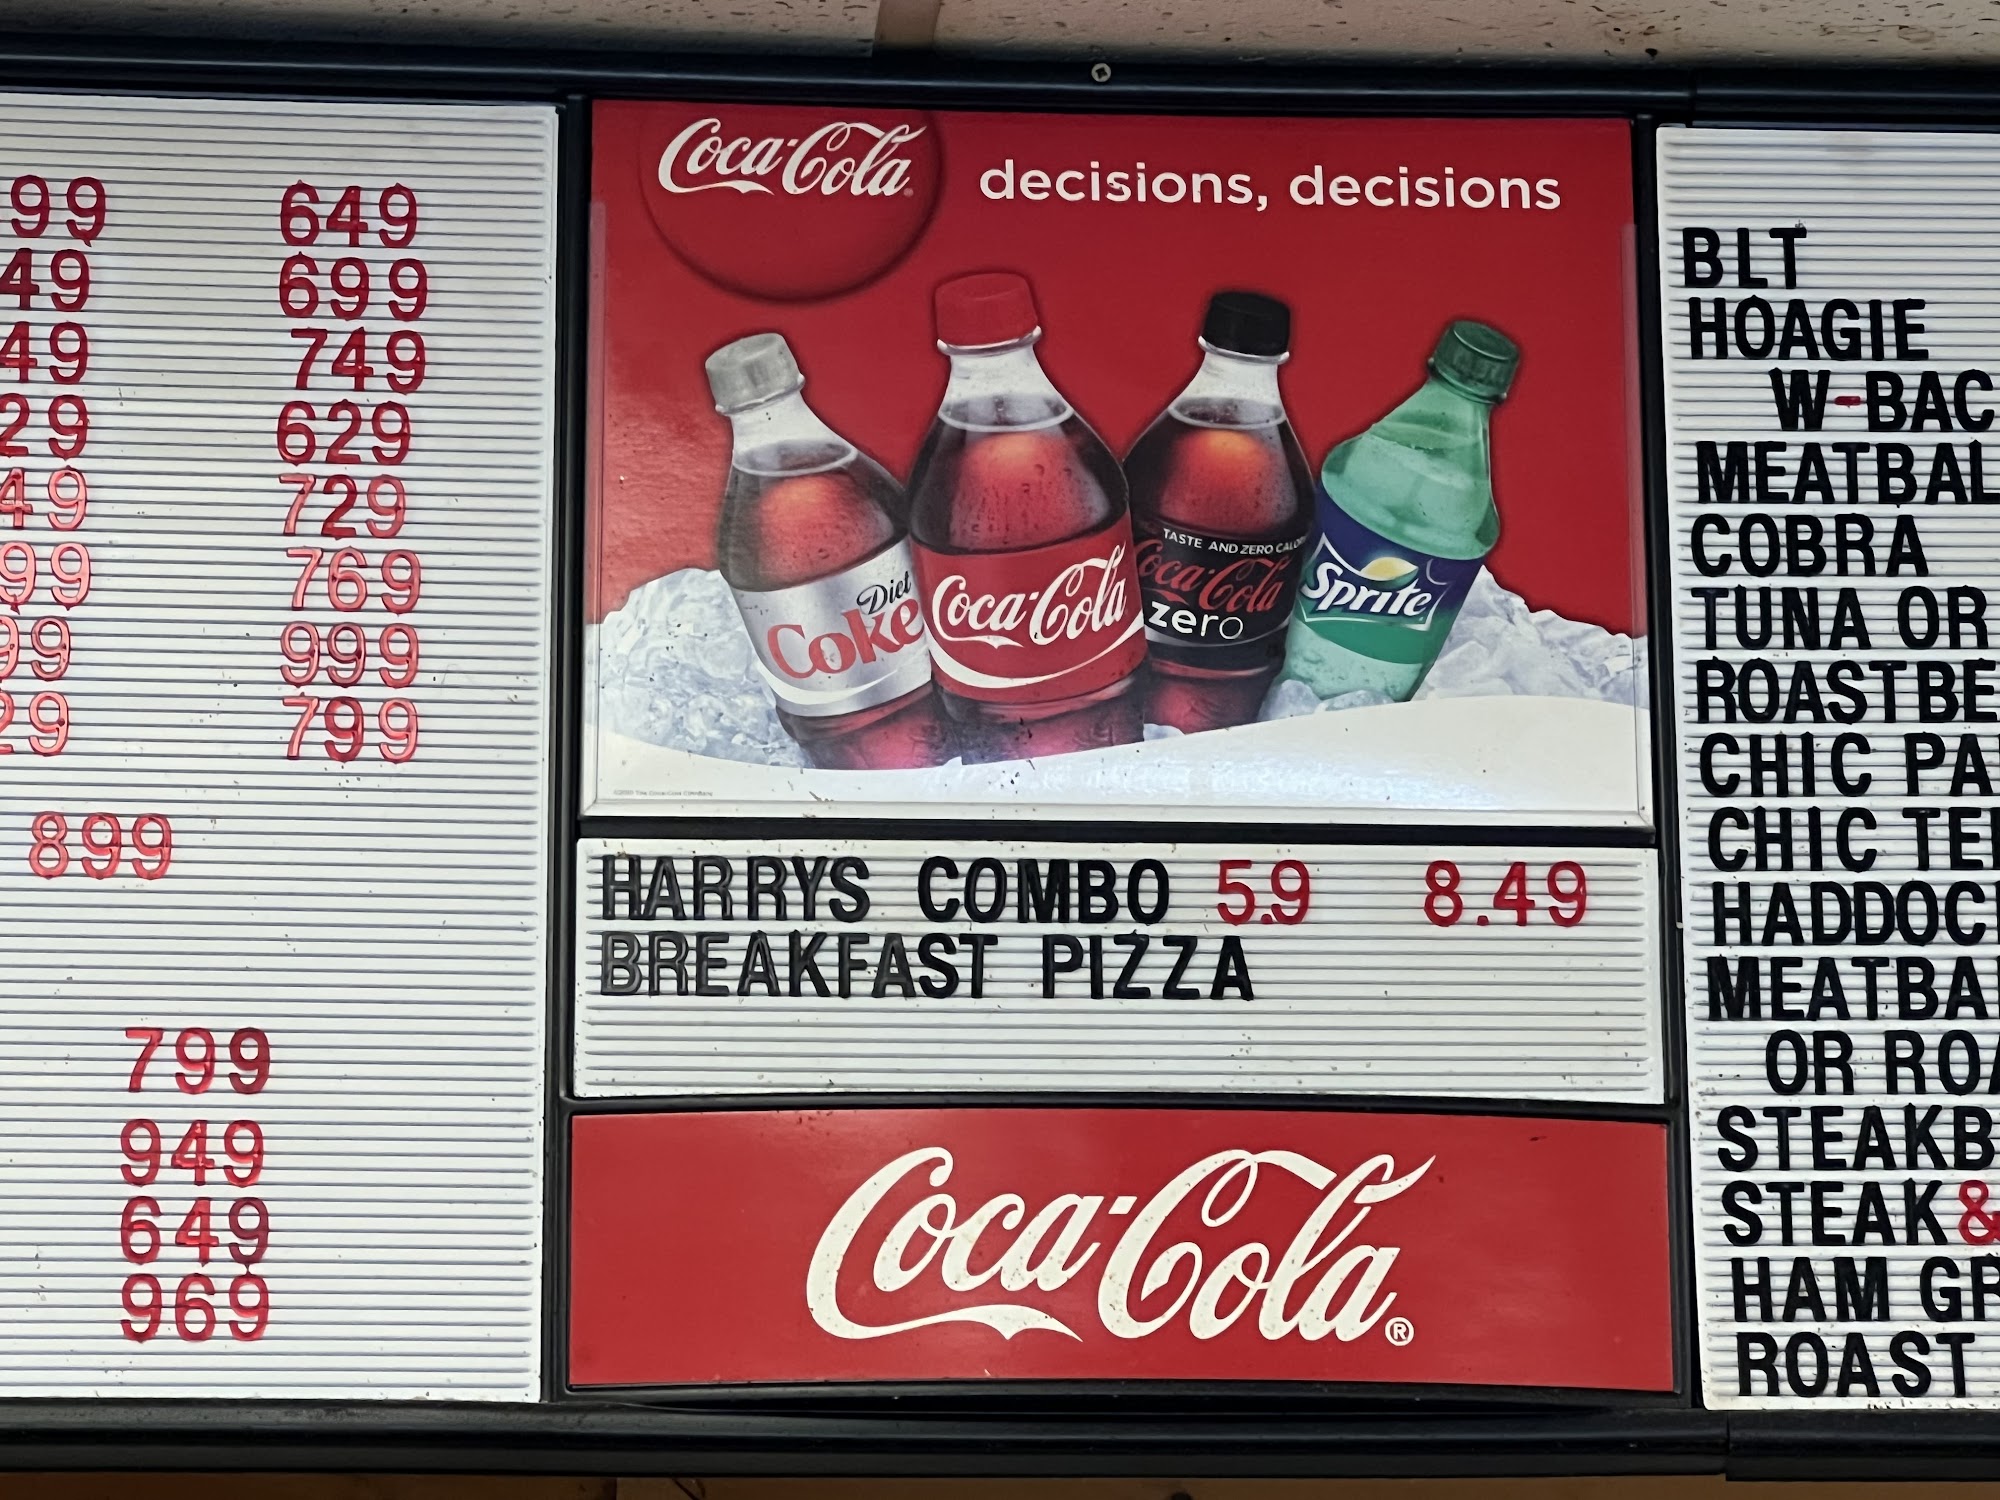 99 649
49 699
49 749
29 629
49 729
99 769
99 999
29 799
899
799
949
649
969
Coca-Cola
decisions, decisions
Diet
Coke
Coca-Cola
TASTE AND ZERO CALO
Coca-Cola
zero
Sprite
HARRYS COMBO 5.9 8.49
BREAKFAST PIZZA
Coca-Cola®
BLT
HOAGIE
W-BAC
MEATBAL
COBRA
TUNA OR
ROASTBE
CHIC PA
CHIC TE
HADDOC
MEATBA
OR ROA
STEAKB
STEAK&
HAM GR
ROAST